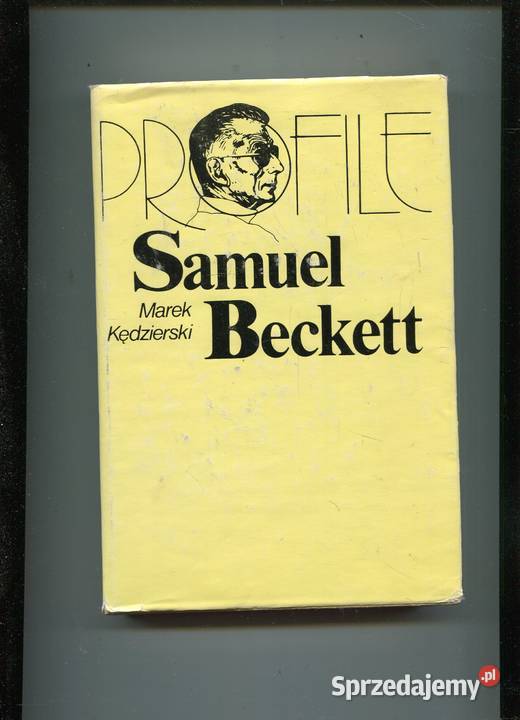 PROFILE
Samuel
Marek
Kędzierski
Beckett
Sprzedajemy.pl